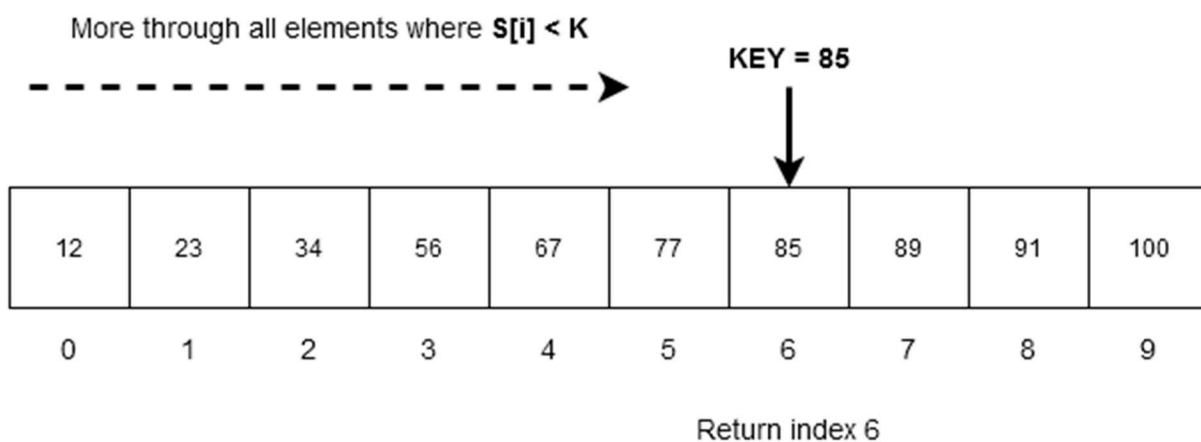 More through all elements where S[i] < K
KEY = 85
12 23 34 56 67 77 85 89 91 100
0 1 2 3 4 5 6 7 8 9
Return index 6